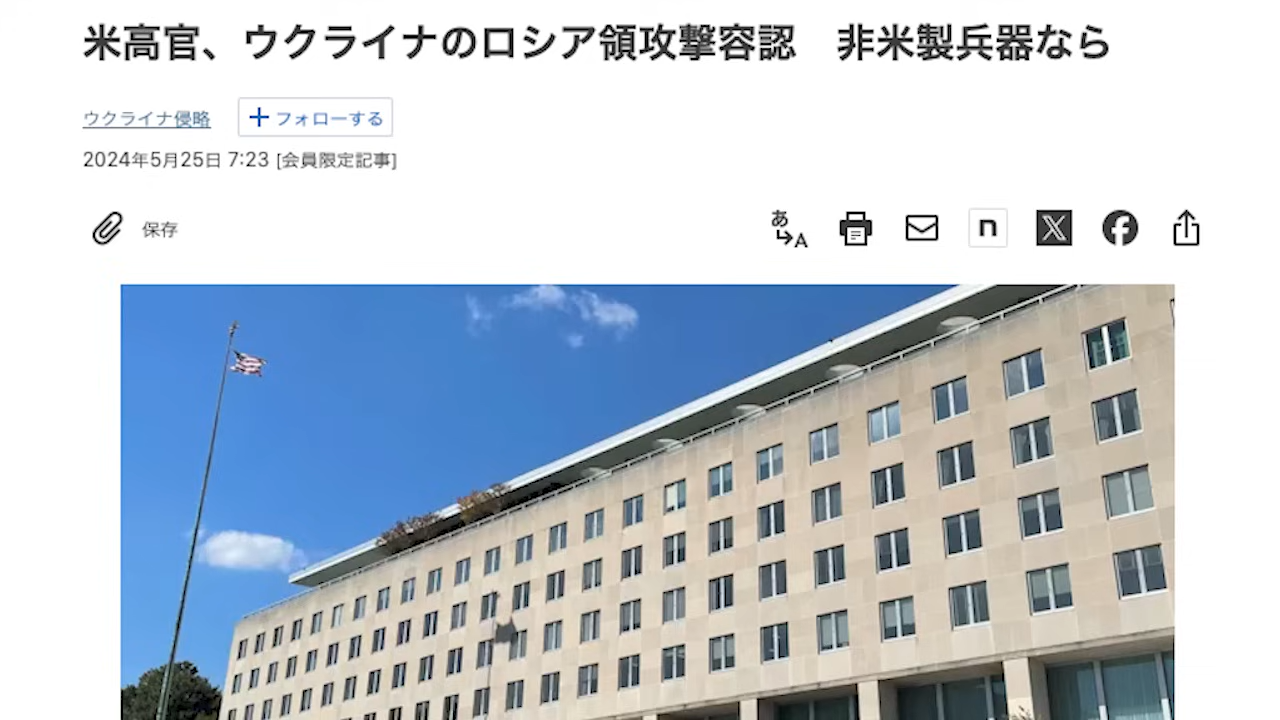 米高官、ウクライナのロシア領攻撃容認　非米製兵器なら
ウクライナ侵略 フォローする
2024年5月25日 7:23 [会員限定記事]
保存